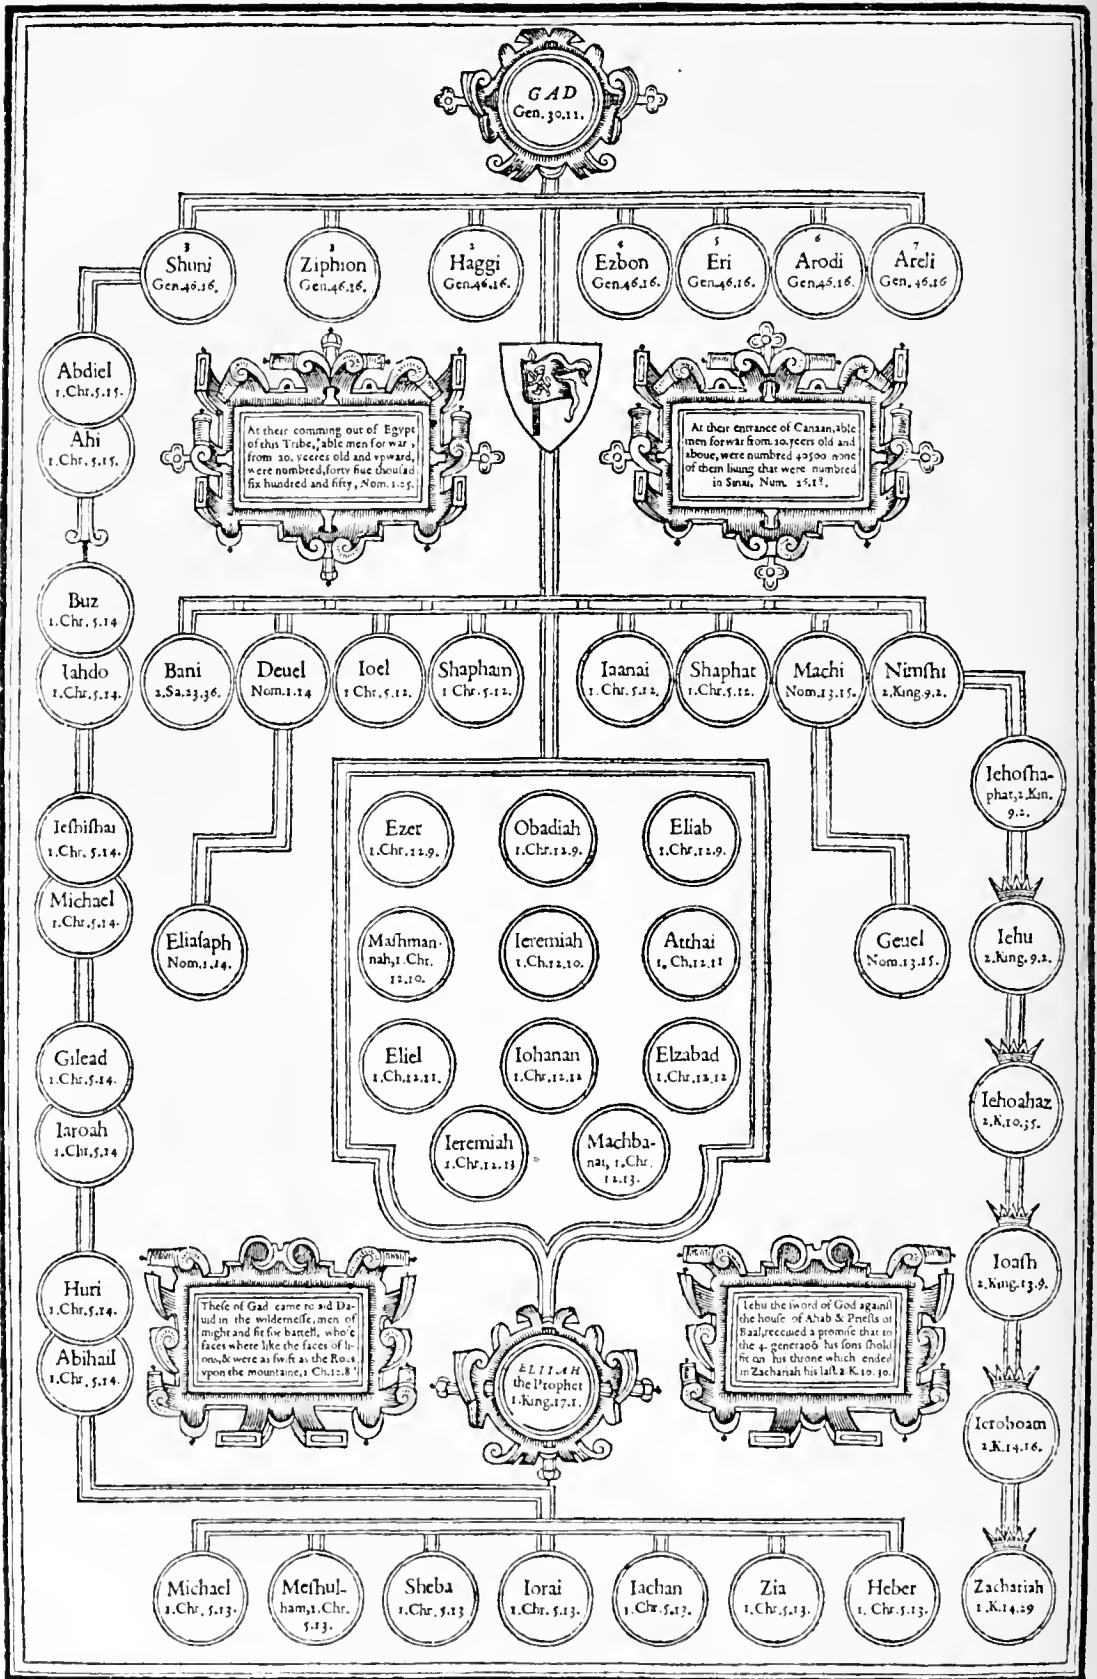 GAD
Gen. 30.11.
3
Shuni
Gen.46.16.
1
Ziphion
Gen.46.16.
2
Haggi
Gen.46.16.
4
Ezbon
Gen.46.16.
5
Eri
Gen.46.16.
6
Arodi
Gen.46.16.
7
Areli
Gen. 46.16
Abdiel
1.Chr.5.15.
Ahi
1.Chr.5.15.
At their comming out of Egypt
of this Tribe, able men for war,
from 20. yeeres old and vpward,
were numbred, forty fiue thousād
six hundred and fifty, Nom. 1.25.
At their entrance of Canaan, able
men for war from 20. yeers old and
aboue, were numbred 40500 none
of them liuing that were numbred
in Sinai, Num. 26.18.
Buz
1.Chr. 5.14
Iahdo
1.Chr.5.14.
Bani
2.Sa.23.36.
Deuel
Nom.1.14
Ioel
1 Chr.5.12.
Shapham
1 Chr.5.12.
Iaanai
1.Chr.5.12.
Shaphat
1.Chr.5.12.
Machi
Nom.13.15.
Nimſhi
2.King.9.2.
Iehoſha-
phat, 2.Kin.
9.2.
Ieſhiſhai
1.Chr. 5.14.
Michael
1.Chr.5.14.
Eliaſaph
Nom.1.14.
Ezer
1.Chr.12.9.
Obadiah
1.Chr.12.9.
Eliab
1.Chr.12.9.
Maſhman-
nah, 1.Chr.
12.10.
Ieremiah
1.Ch.12.10.
Atthai
1. Ch.12.11
Geuel
Nom.13.15.
Iehu
2.King.9.2.
Gilead
1.Chr.5.14.
Iaroah
1.Chr.5.14
Eliel
1.Ch.12.11.
Iohanan
1.Chr.12.12
Elzabad
1.Chr.12.12
Ieremiah
1.Chr.12.13
Machba-
nai, 1.Chr.
12.13.
Iehoahaz
2.K.10.35.
Huri
1.Chr.5.14.
Abihail
1.Chr.5.14.
Theſe of Gad came to aid Da-
uid in the wilderneſſe, men of
might and fit for battell, whoſe
faces where like the faces of li-
ons, & were as ſwift as the Roes
vpon the mountaine, 1 Ch.12.8
ELIIAH
the Prophet
1.King.17.1.
Iehu the ſword of God againſt
the houſe of Ahab & Prieſts of
Baal, receiued a promiſe that to
the 4. generaõ his ſons ſhold
ſit on his throne which ended
in Zachariah his laſt. 2 K. 10.30.
Ioaſh
2.King.13.9.
Ieroboam
2.K.14.16.
Michael
1.Chr. 5.13.
Meſhul-
ham, 1.Chr.
5.13.
Sheba
1.Chr. 5.13
Iorai
1.Chr. 5.13.
Iachan
1.Chr.5.13.
Zia
1.Chr.5.13.
Heber
1. Chr.5.13.
Zachariah
1.K.14.29